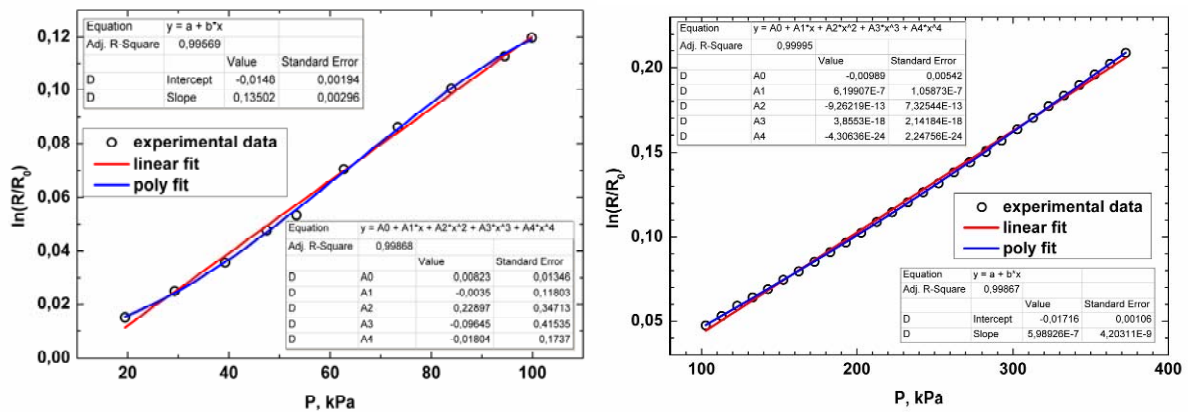 Equation y = a + b*x
Adj. R-Square 0,99569
Value Standard Error
D Intercept -0,0148 0,00194
D Slope 0,13502 0,00296
experimental data
linear fit
poly fit
Equation y = A0 + A1*x + A2*x^2 + A3*x^3 + A4*x^4
Adj. R-Square 0,99868
Value Standard Error
D A0 0,00823 0,01346
D A1 -0,0035 0,11803
D A2 0,22897 0,34713
D A3 -0,09645 0,41535
D A4 -0,01804 0,1737
0,12
0,10
0,08
0,06
0,04
0,02
0,00
ln(R/R0)
20 40 60 80 100
P, kPa
Equation y = A0 + A1*x + A2*x^2 + A3*x^3 + A4*x^4
Adj. R-Square 0,99995
Value Standard Error
D A0 -0,00989 0,00542
D A1 6,19907E-7 1,05873E-7
D A2 -9,26219E-13 7,32544E-13
D A3 3,8553E-18 2,14184E-18
D A4 -4,30636E-24 2,24756E-24
experimental data
linear fit
poly fit
Equation y = a + b*x
Adj. R-Square 0,99867
Value Standard Error
D Intercept -0,01716 0,00106
D Slope 5,98926E-7 4,20311E-9
0,20
0,15
0,10
0,05
ln(R/R0)
100 200 300 400
P, kPa